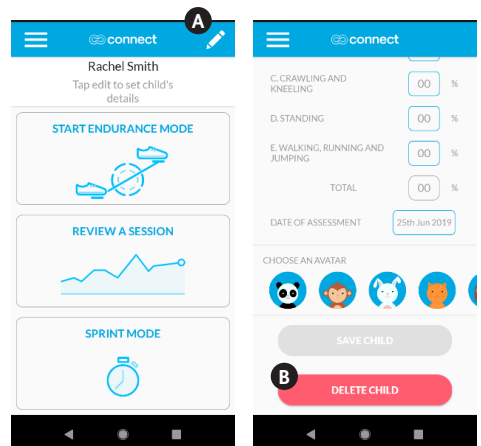 A
connect
Rachel Smith
Tap edit to set child's
details
START ENDURANCE MODE
REVIEW A SESSION
SPRINT MODE
connect
C. CRAWLING AND
KNEELING
00 %
D. STANDING
00 %
E. WALKING, RUNNING AND
JUMPING
00 %
TOTAL
00 %
DATE OF ASSESSMENT
25th Jun 2019
CHOOSE AN AVATAR
SAVE CHILD
B
DELETE CHILD